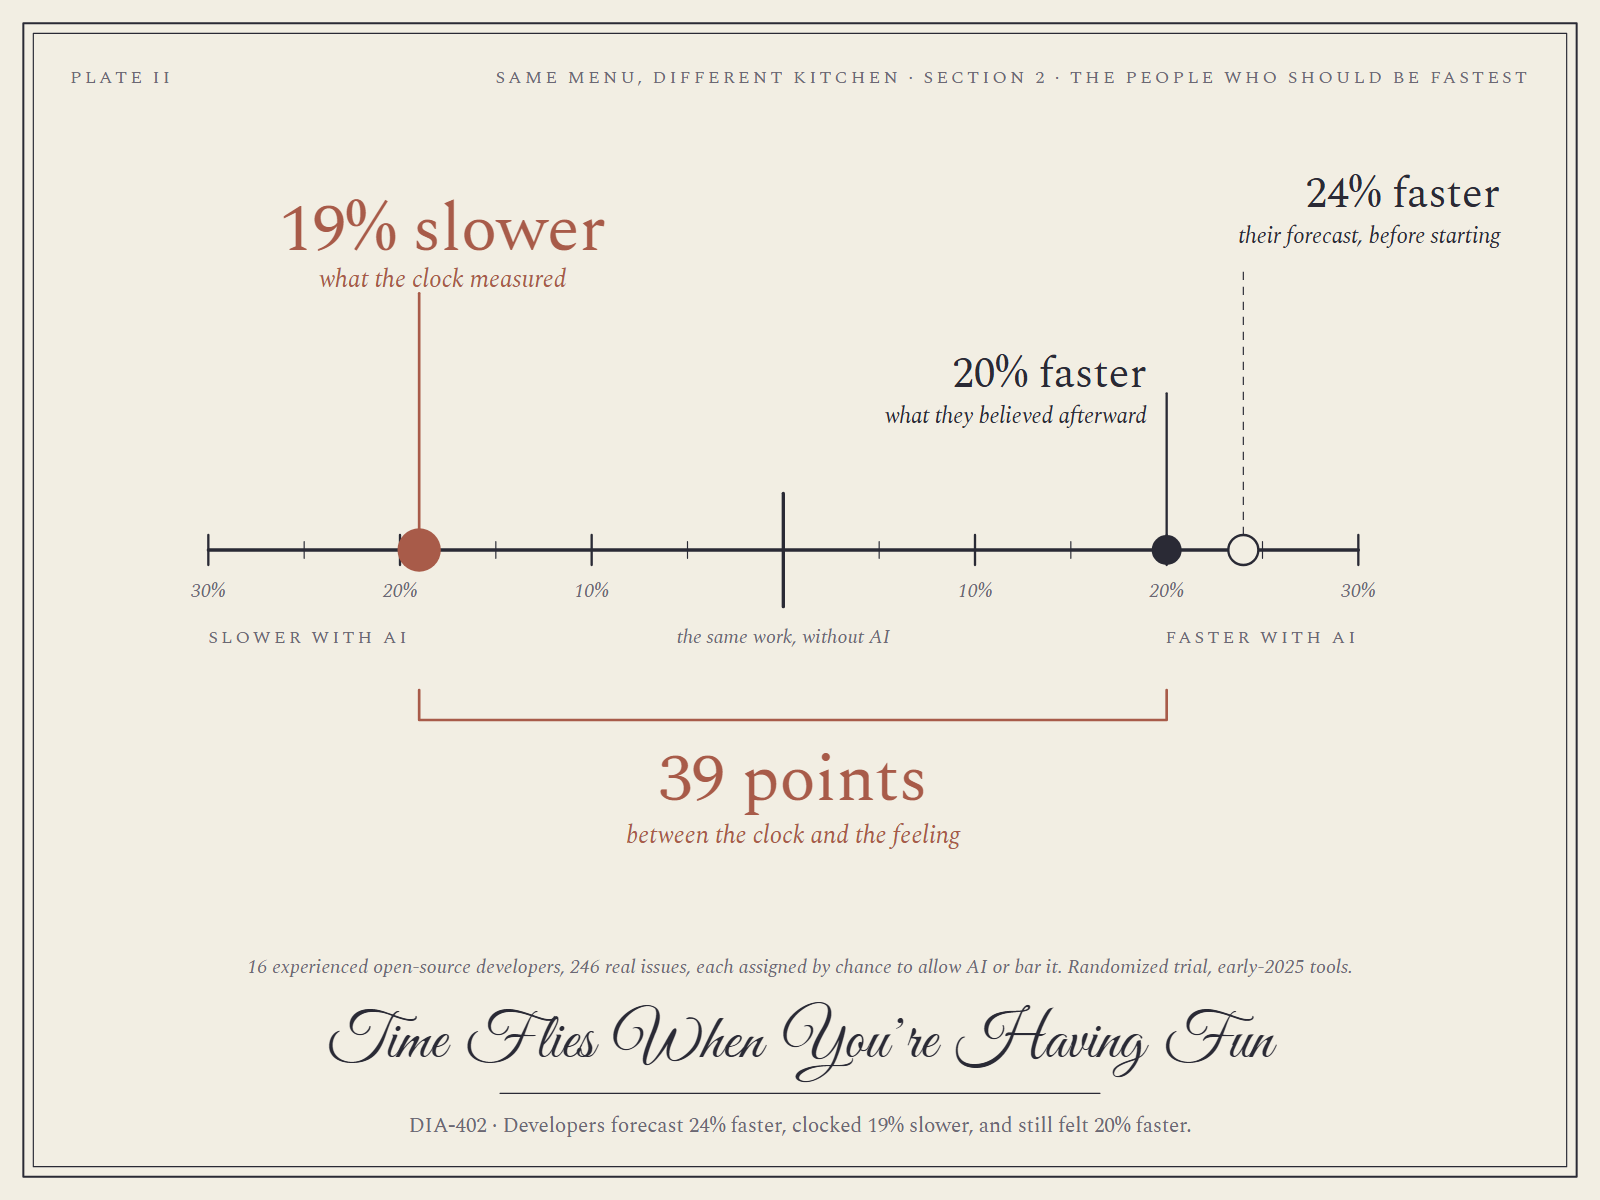 PLATE II
SAME MENU, DIFFERENT KITCHEN · SECTION 2 · THE PEOPLE WHO SHOULD BE FASTEST
24% faster
their forecast, before starting
19% slower
what the clock measured
20% faster
what they believed afterward
30%
20%
10%
10%
20%
30%
SLOWER WITH AI
the same work, without AI
FASTER WITH AI
39 points
between the clock and the feeling
16 experienced open-source developers, 246 real issues, each assigned by chance to allow AI or bar it. Randomized trial, early-2025 tools.
Time Flies When You’re Having Fun
DIA-402 · Developers forecast 24% faster, clocked 19% slower, and still felt 20% faster.